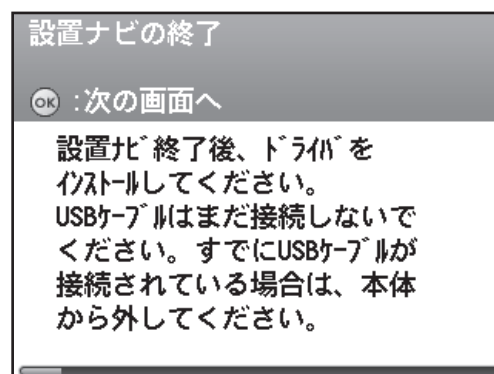 設置ナビの終了
OK :次の画面へ
設置ﾅﾋﾞ終了後、ﾄﾞﾗｲﾊﾞを
ｲﾝｽﾄｰﾙしてください。
USBｹｰﾌﾞﾙはまだ接続しないで
ください。すでにUSBｹｰﾌﾞﾙが
接続されている場合は、本体
から外してください。